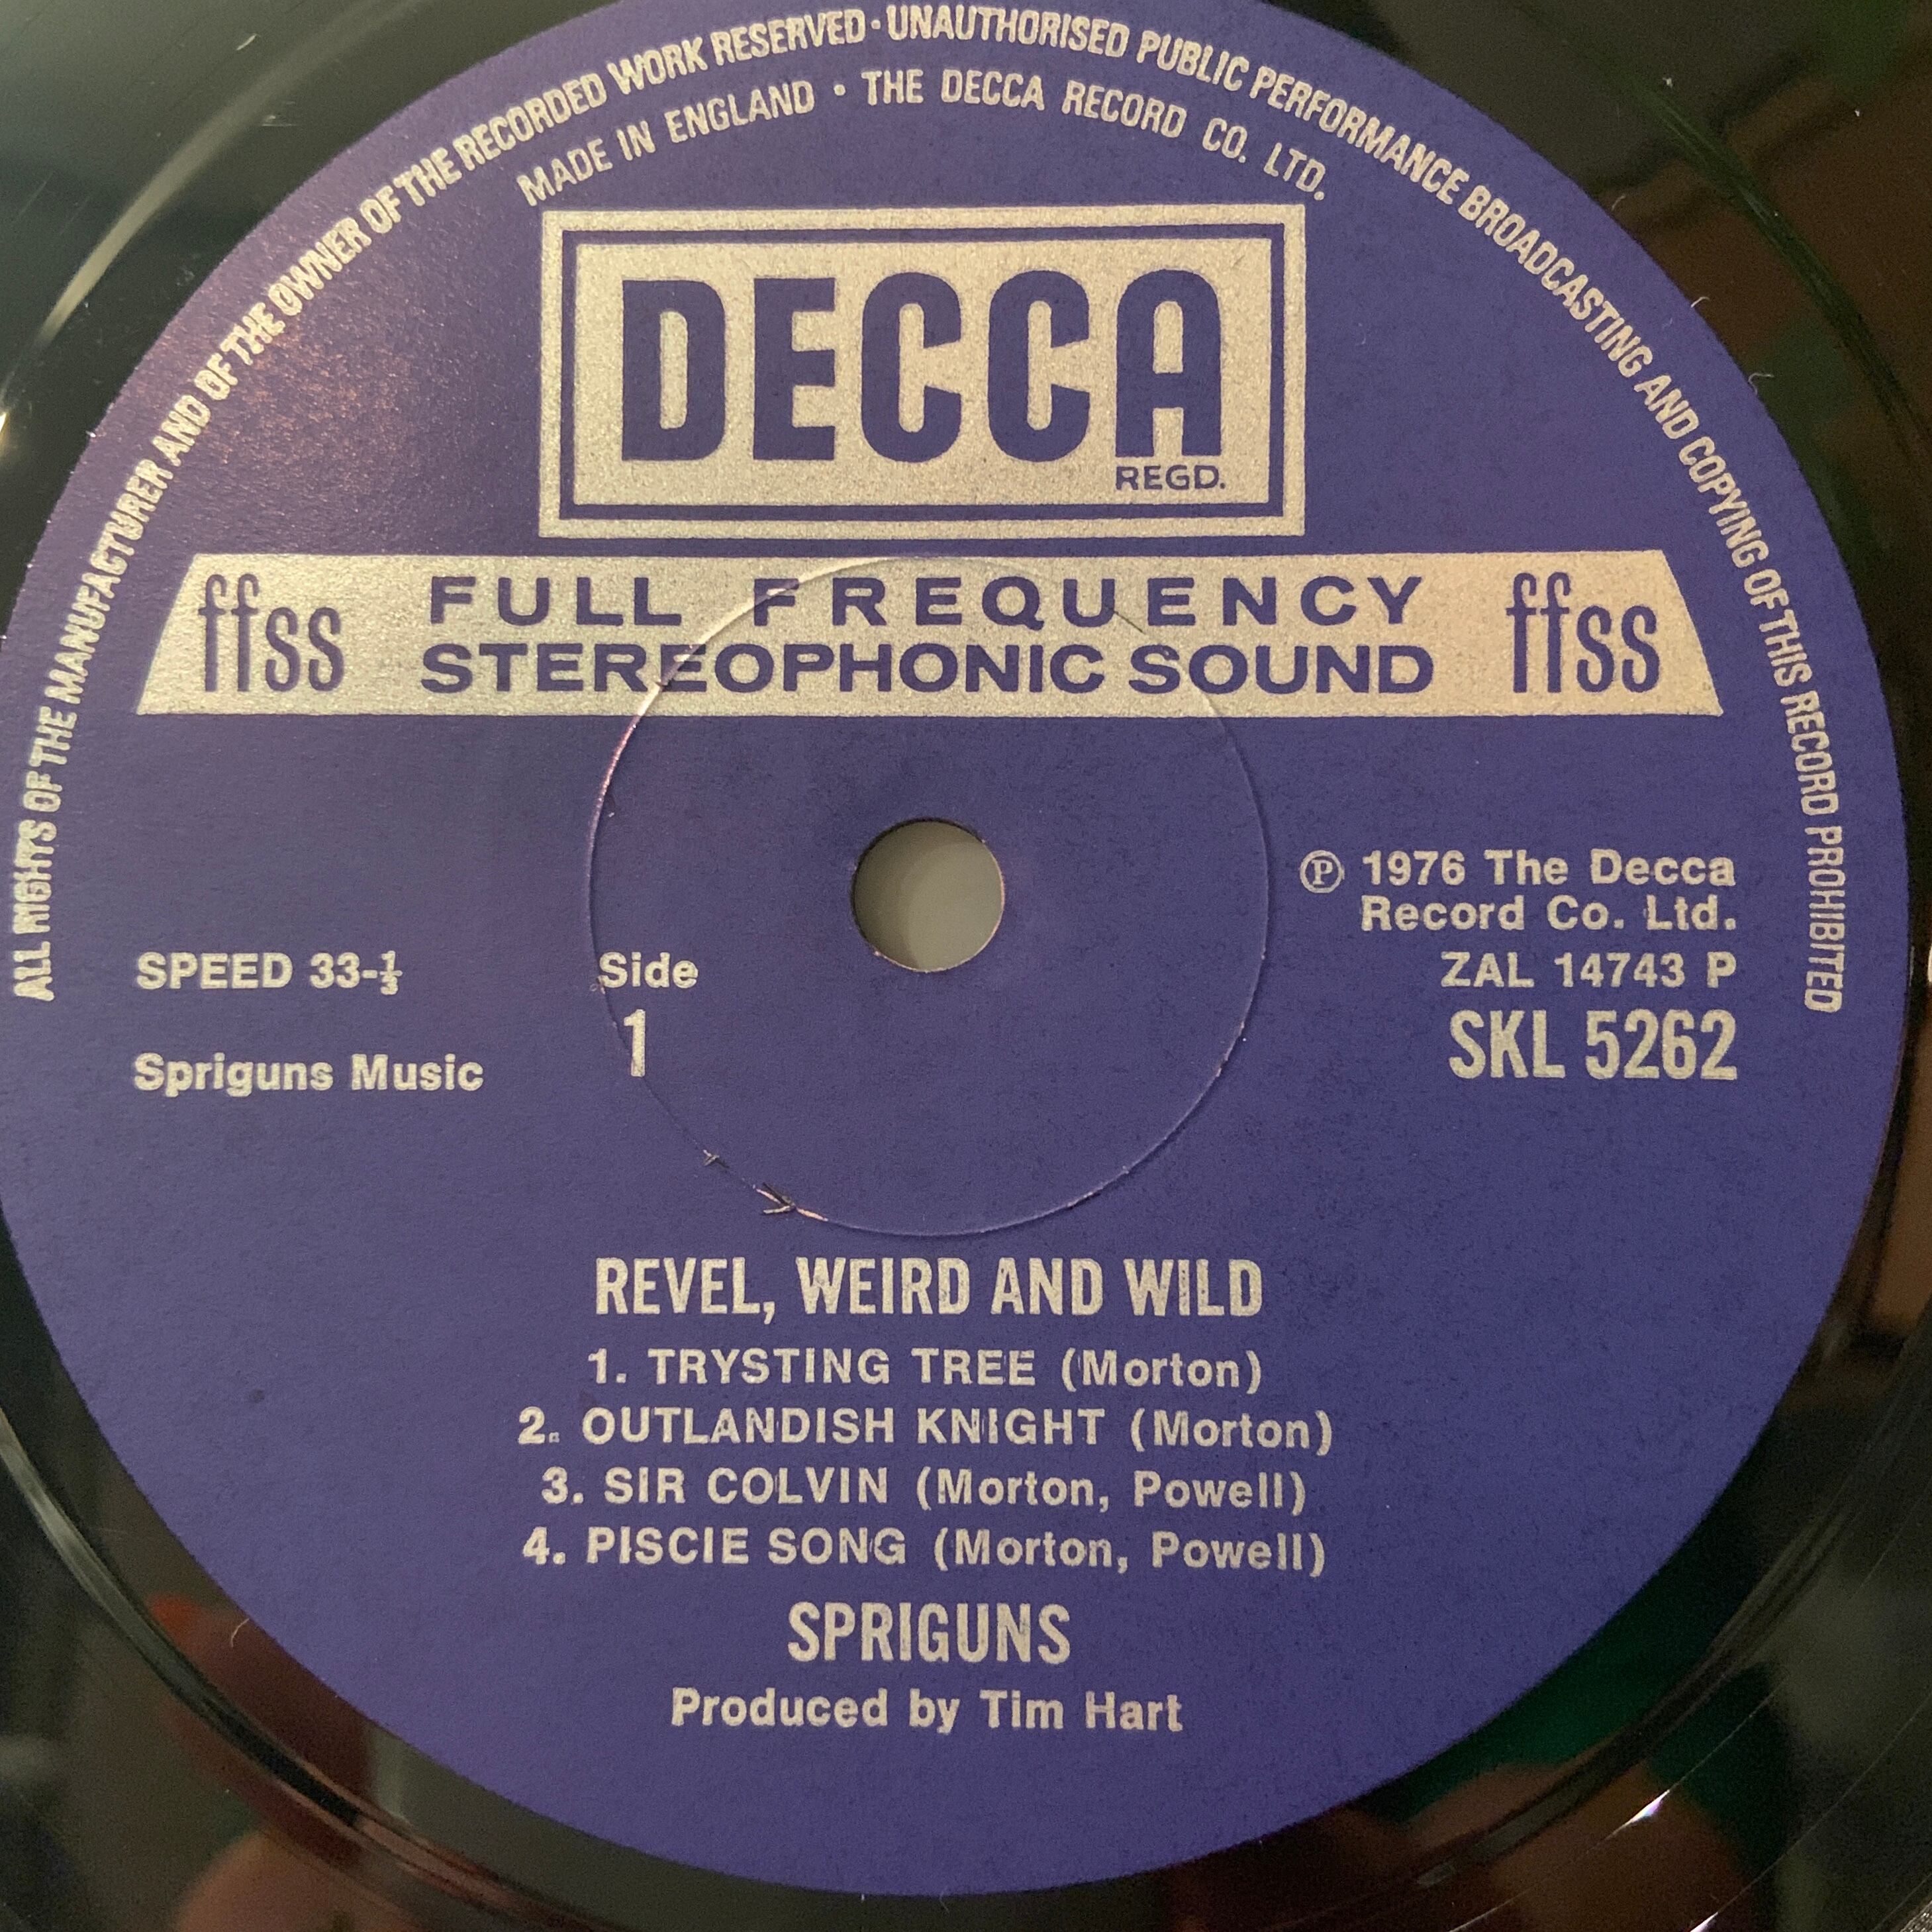 ALL RIGHTS OF THE MANUFACTURER AND OF THE OWNER OF THE RECORDED WORK RESERVED · UNAUTHORISED PUBLIC PERFORMANCE BROADCASTING AND COPYING OF THIS RECORD PROHIBITED
MADE IN ENGLAND · THE DECCA RECORD CO. LTD.
DECCA
REGD.
ffss FULL FREQUENCY ffss
STEREOPHONIC SOUND
℗ 1976 The Decca
Record Co. Ltd.
SPEED 33-⅓ Side ZAL 14743 P
Spriguns Music 1 SKL 5262
REVEL, WEIRD AND WILD
1. TRYSTING TREE (Morton)
2. OUTLANDISH KNIGHT (Morton)
3. SIR COLVIN (Morton, Powell)
4. PISCIE SONG (Morton, Powell)
SPRIGUNS
Produced by Tim Hart